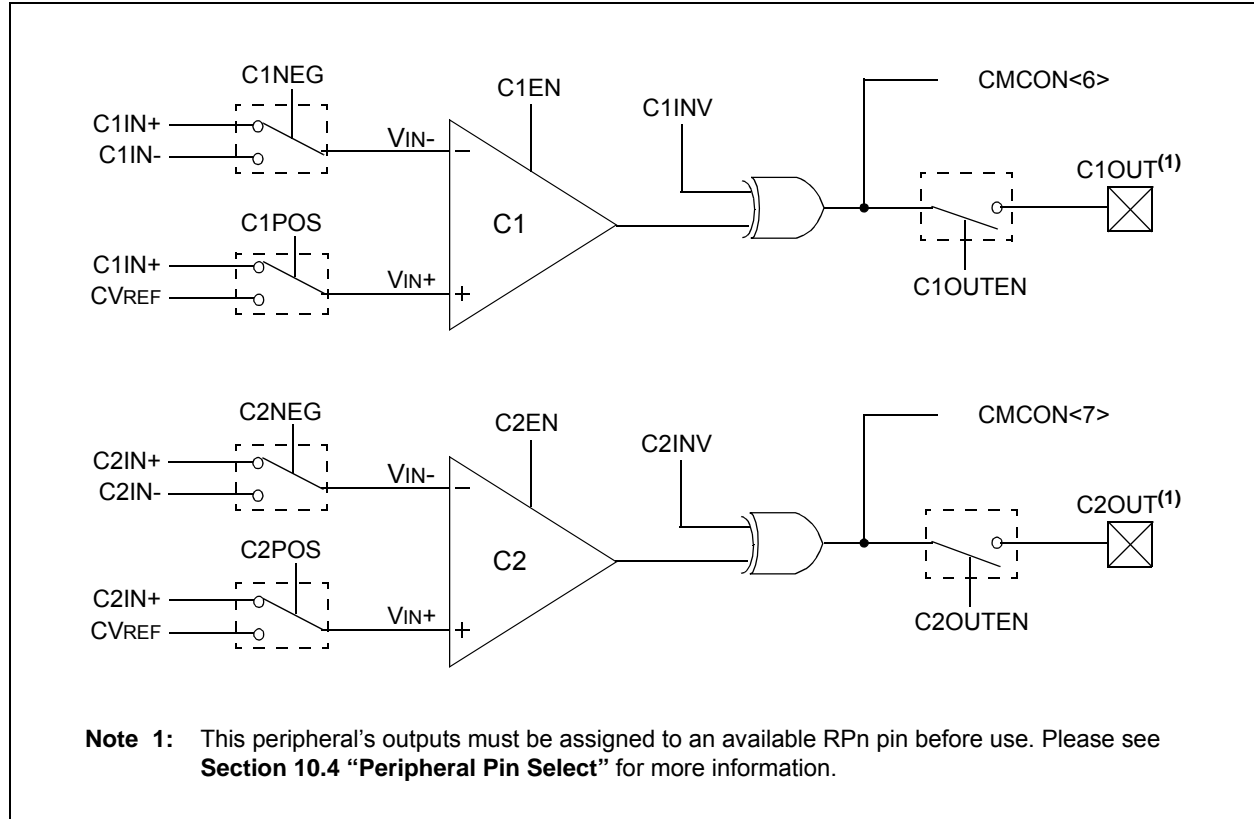 C1NEG
C1EN
C1INV
CMCON<6>
C1IN+
C1IN-
VIN-
−
C1OUT(1)
C1
C1POS
C1IN+
CVREF
VIN+
+
C1OUTEN
C2NEG
C2EN
C2INV
CMCON<7>
C2IN+
C2IN-
VIN-
−
C2OUT(1)
C2
C2POS
C2IN+
CVREF
VIN+
+
C2OUTEN
Note 1: This peripheral’s outputs must be assigned to an available RPn pin before use. Please see
Section 10.4 “Peripheral Pin Select” for more information.